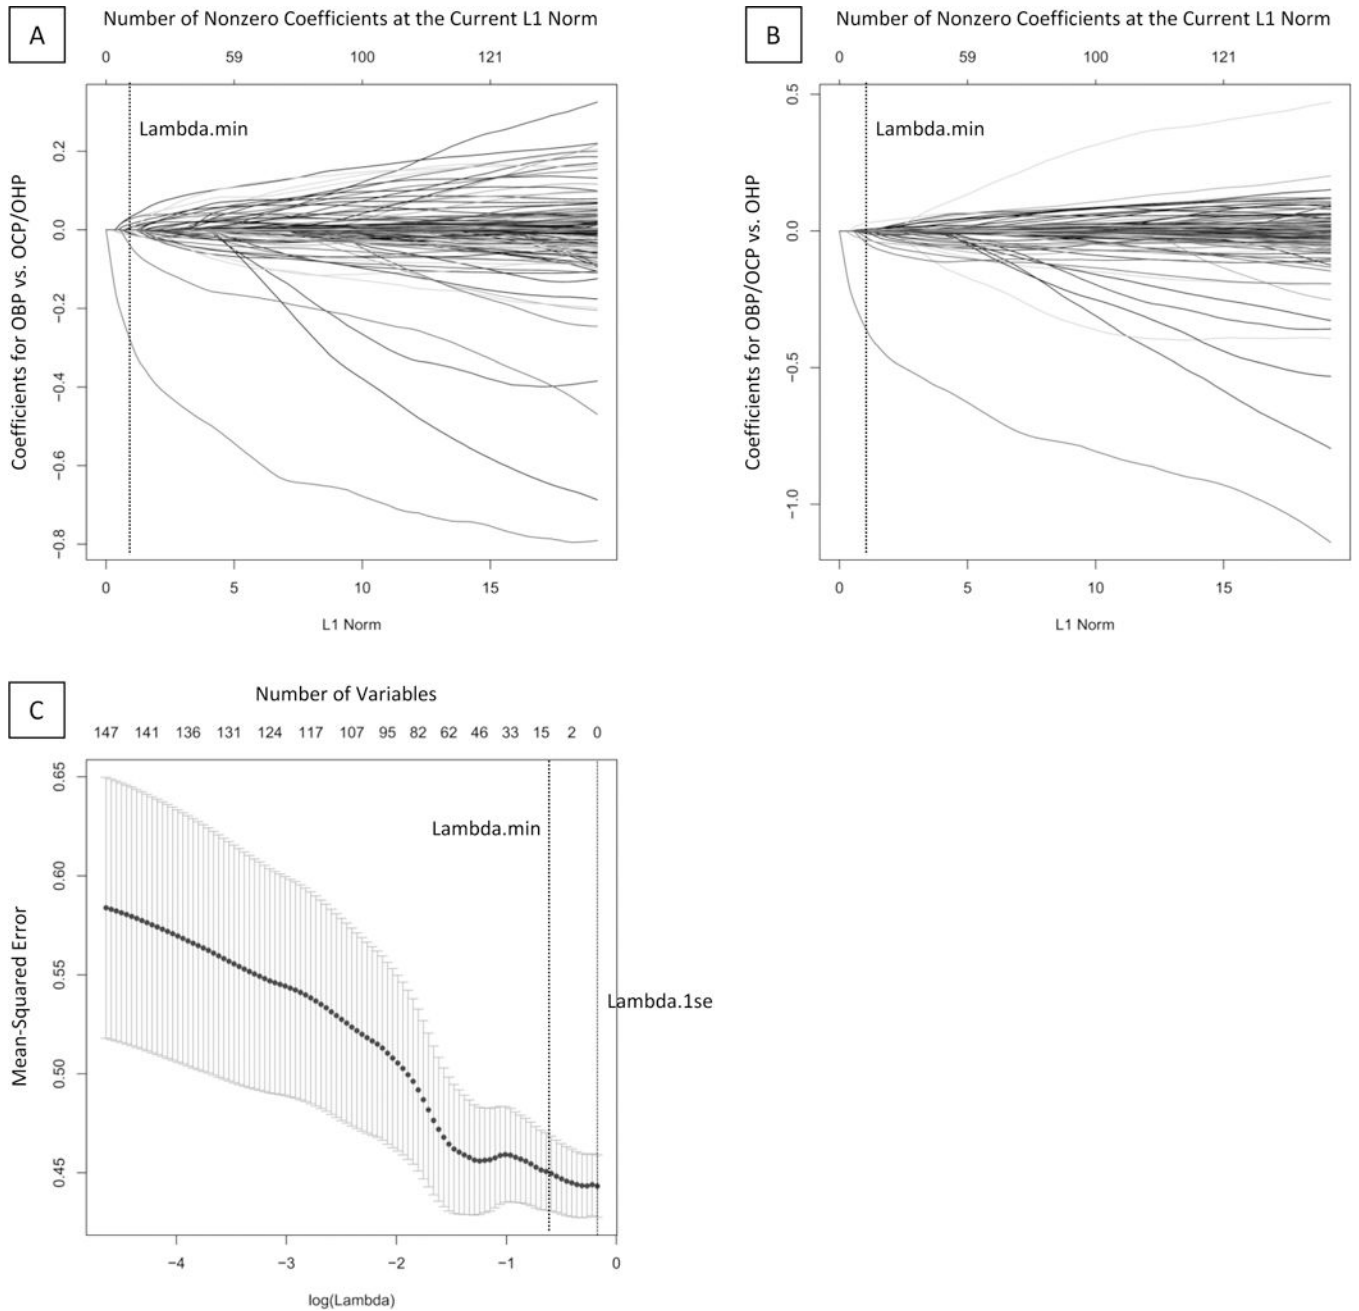 A
Number of Nonzero Coefficients at the Current L1 Norm
0 59 100 121
Lambda.min
Coefficients for OBP vs. OCP/OHP
0.2
0.0
−0.2
−0.4
−0.6
−0.8
0 5 10 15
L1 Norm
B
Number of Nonzero Coefficients at the Current L1 Norm
0 59 100 121
Lambda.min
Coefficients for OBP/OCP vs. OHP
0.5
0.0
−0.5
−1.0
0 5 10 15
L1 Norm
C
Number of Variables
147 141 136 131 124 117 107 95 82 62 46 33 15 2 0
Lambda.min
Lambda.1se
Mean-Squared Error
0.65
0.60
0.55
0.50
0.45
−4 −3 −2 −1 0
log(Lambda)